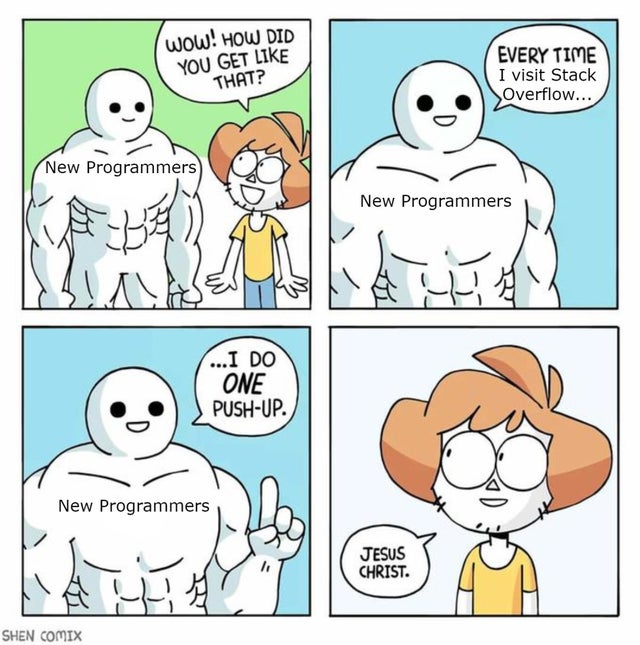 WOW! HOW DID
YOU GET LIKE
THAT?
New Programmers
EVERY TIME
I visit Stack
Overflow...
New Programmers
...I DO
ONE
PUSH-UP.
New Programmers
JESUS
CHRIST.
SHEN COMIX